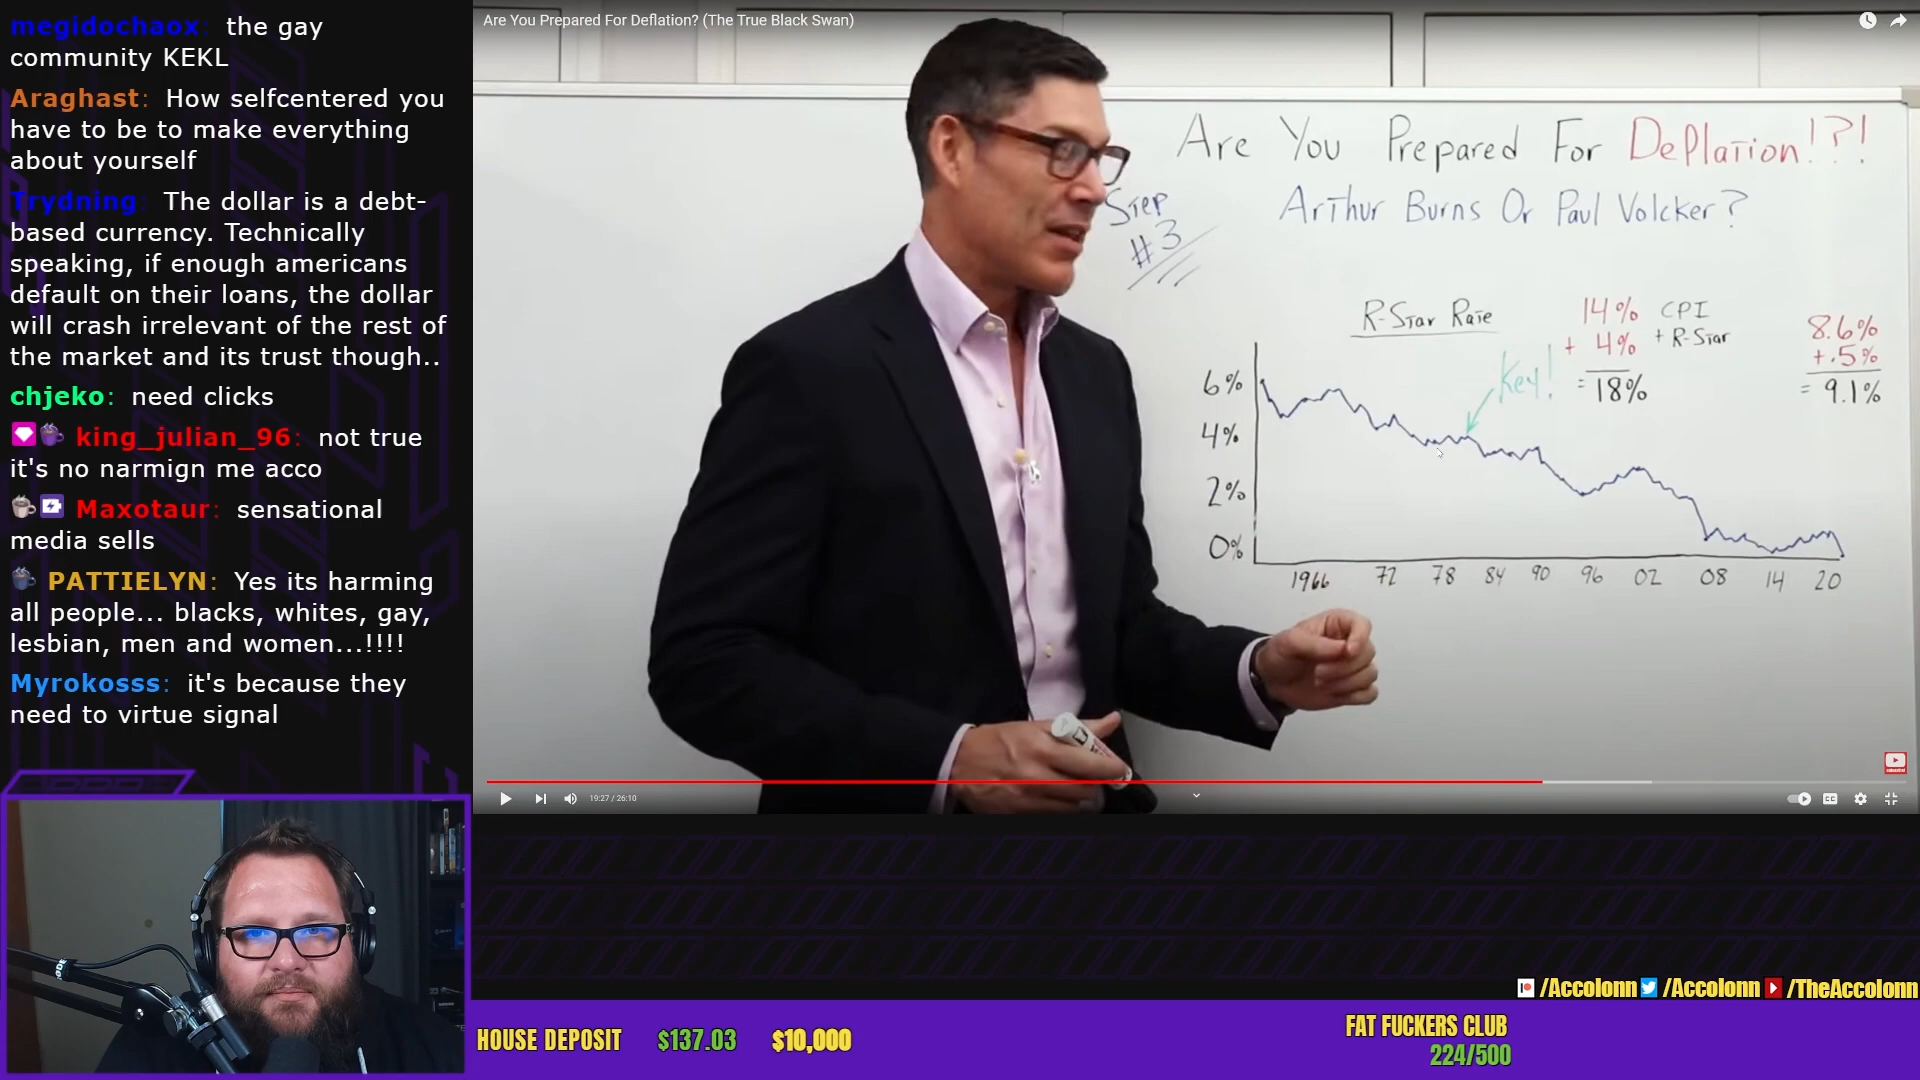 megidochaox: the gay
community KEKL
Araghast: How selfcentered you
have to be to make everything
about yourself
Trydning: The dollar is a debt-
based currency. Technically
speaking, if enough americans
default on their loans, the dollar
will crash irrelevant of the rest of
the market and its trust though..
chjeko: need clicks
king_julian_96: not true
it's no narmign me acco
Maxotaur: sensational
media sells
PATTIELYN: Yes its harming
all people... blacks, whites, gay,
lesbian, men and women...!!!!
Myrokosss: it's because they
need to virtue signal
Are You Prepared For Deflation? (The True Black Swan)
Are You Prepared For Deflation!?!
Step
#3
Arthur Burns Or Paul Volcker?
R-Star Rate
14% CPI
+ 4% + R-Star
= 18%
8.6%
+.5%
= 9.1%
Key!
6%
4%
2%
0%
1966 72 78 84 90 96 02 08 14 20
19:27 / 26:10
CC
/Accolonn /Accolonn /TheAccolonn
HOUSE DEPOSIT $137.03 $10,000
FAT FUCKERS CLUB
224/500